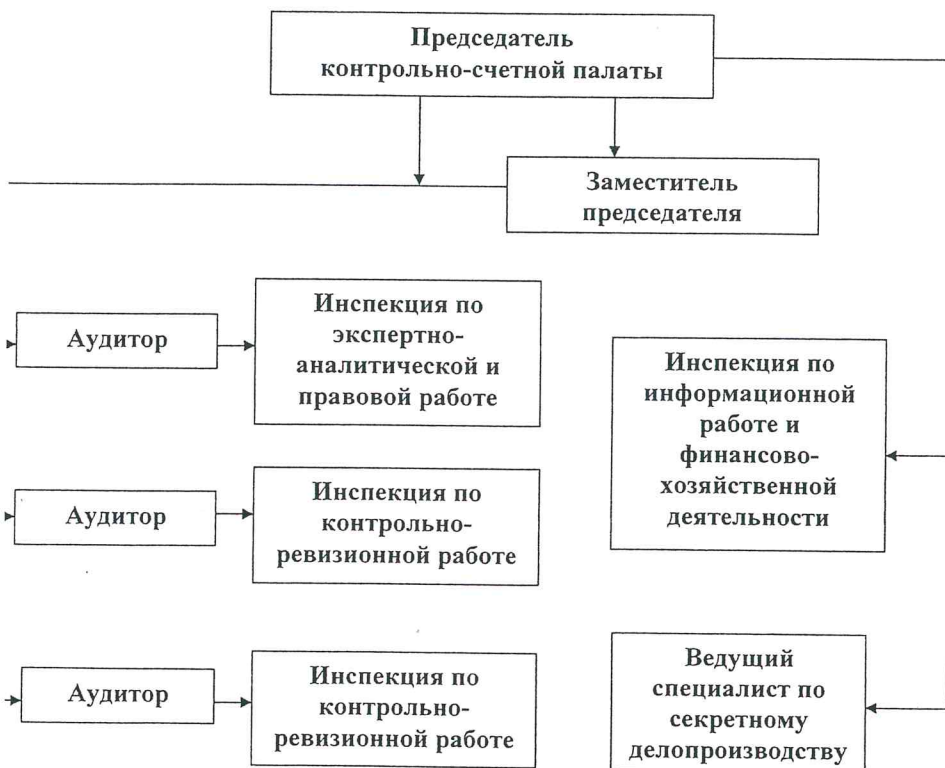 Председатель
контрольно-счетной палаты
Заместитель
председателя
Аудитор
Инспекция по
экспертно-
аналитической и
правовой работе
Инспекция по
информационной
работе и
финансово-
хозяйственной
деятельности
Аудитор
Инспекция по
контрольно-
ревизионной работе
Аудитор
Инспекция по
контрольно-
ревизионной работе
Ведущий
специалист по
секретному
делопроизводству